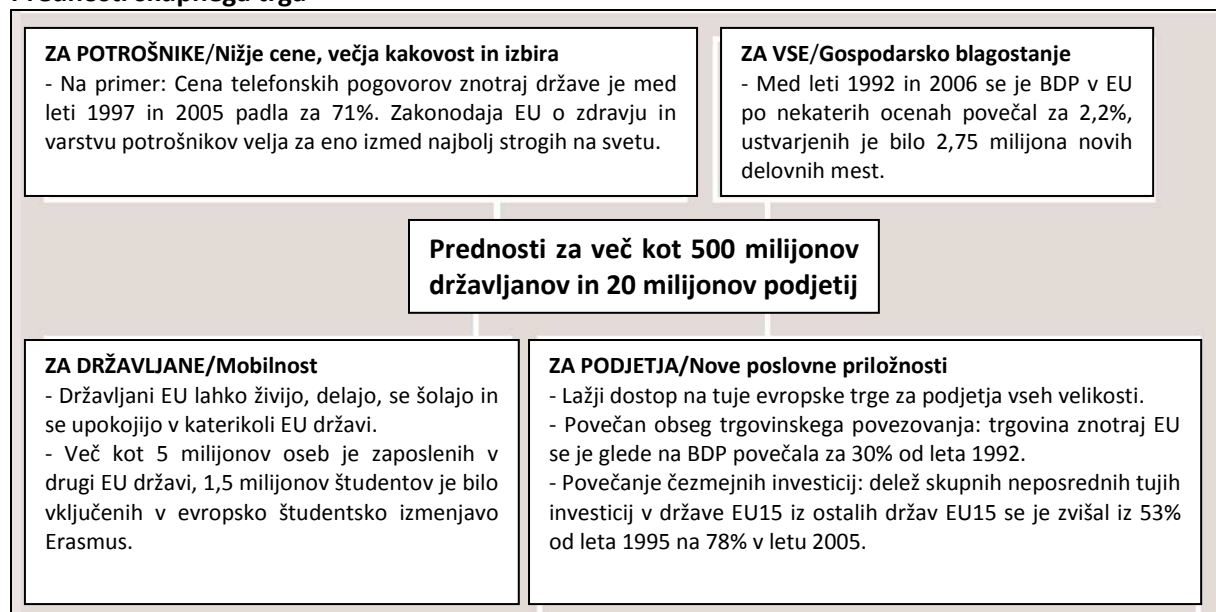 ZA POTROŠNIKE/Nižje cene, večja kakovost in izbira
- Na primer: Cena telefonskih pogovorov znotraj države je med
leti 1997 in 2005 padla za 71%. Zakonodaja EU o zdravju in
varstvu potrošnikov velja za eno izmed najbolj strogih na svetu.
ZA VSE/Gospodarsko blagostanje
- Med leti 1992 in 2006 se je BDP v EU
po nekaterih ocenah povečal za 2,2%,
ustvarjenih je bilo 2,75 milijona novih
delovnih mest.
Prednosti za več kot 500 milijonov
državljanov in 20 milijonov podjetij
ZA DRŽAVLJANE/Mobilnost
- Državljani EU lahko živijo, delajo, se šolajo in
se upokojijo v katerikoli EU državi.
- Več kot 5 milijonov oseb je zaposlenih v
drugi EU državi, 1,5 milijonov študentov je bilo
vključenih v evropsko študentsko izmenjavo
Erasmus.
ZA PODJETJA/Nove poslovne priložnosti
- Lažji dostop na tuje evropske trge za podjetja vseh velikosti.
- Povečan obseg trgovinskega povezovanja: trgovina znotraj EU
se je glede na BDP povečala za 30% od leta 1992.
- Povečanje čezmejnih investicij: delež skupnih neposrednih tujih
investicij v države EU15 iz ostalih držav EU15 se je zvišal iz 53%
od leta 1995 na 78% v letu 2005.